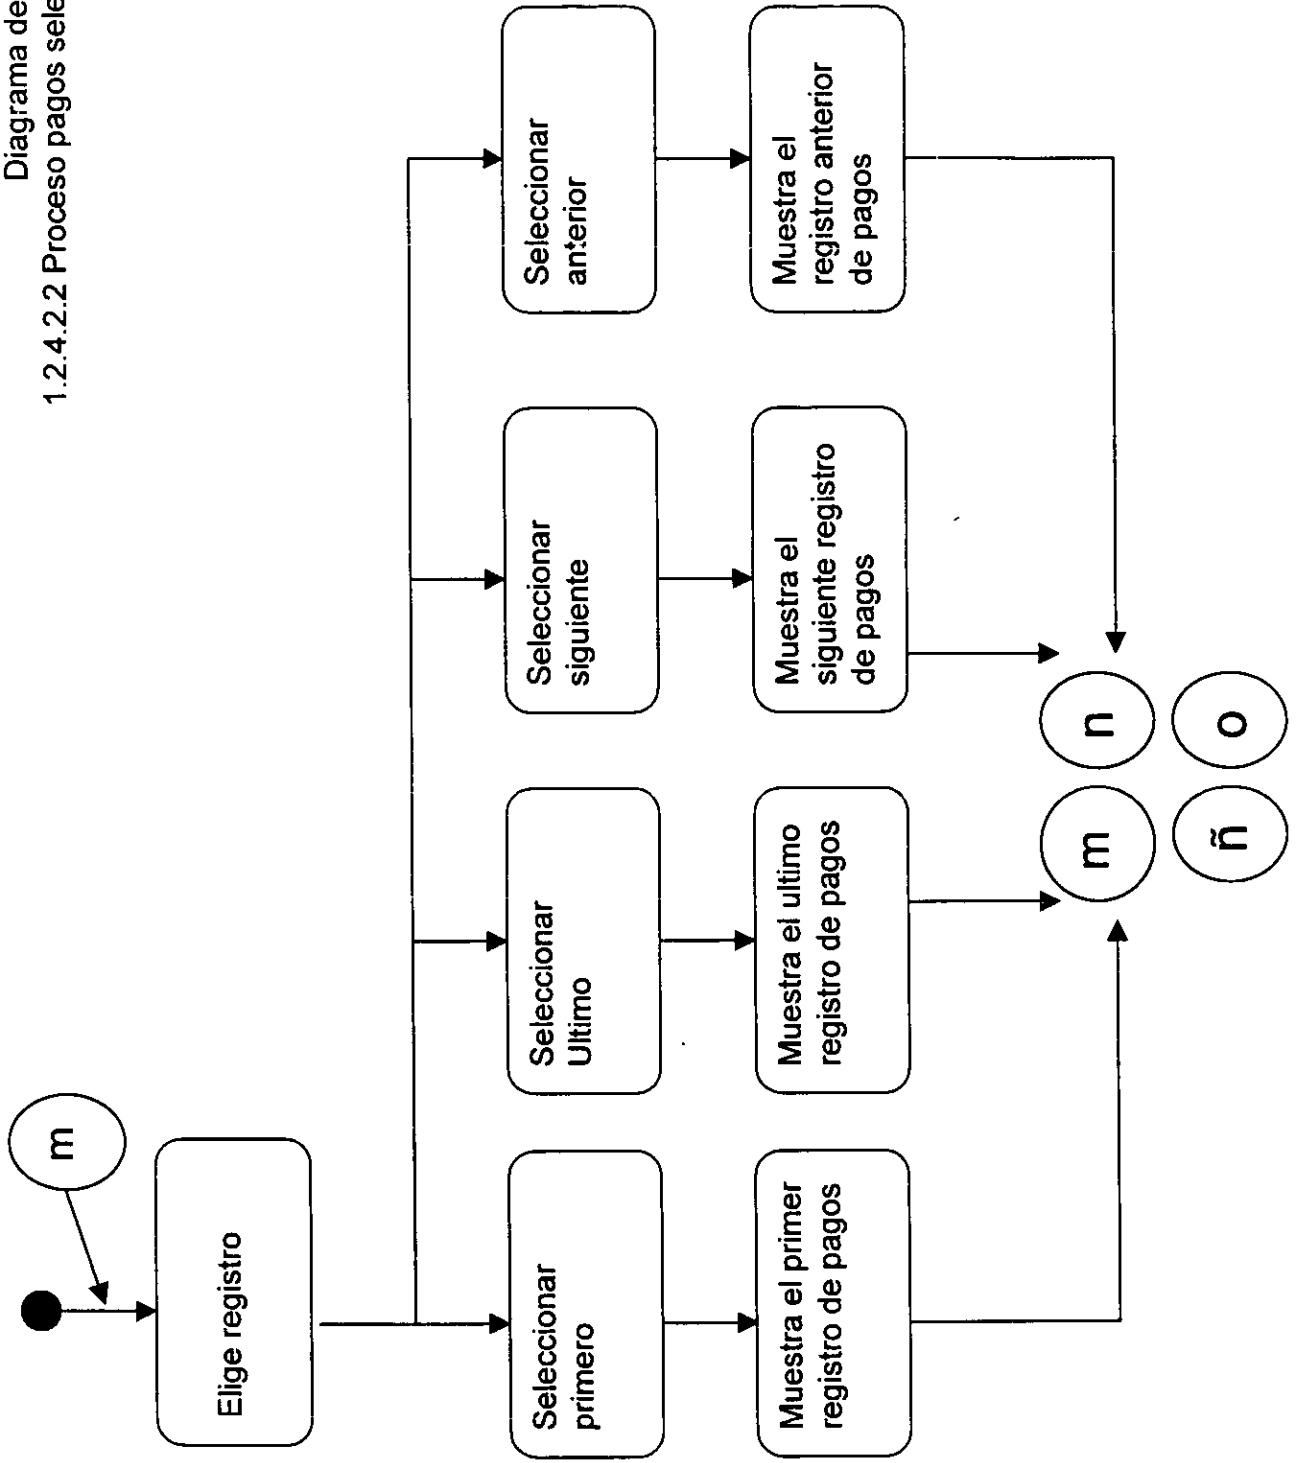 Diagrama de
1.2.4.2.2 Proceso pagos sele
m
Elige registro
Seleccionar
primero
Seleccionar
Ultimo
Seleccionar
siguiente
Seleccionar
anterior
Muestra el primer
registro de pagos
Muestra el ultimo
registro de pagos
Muestra el
siguiente registro
de pagos
Muestra el
registro anterior
de pagos
m
n
ñ
o